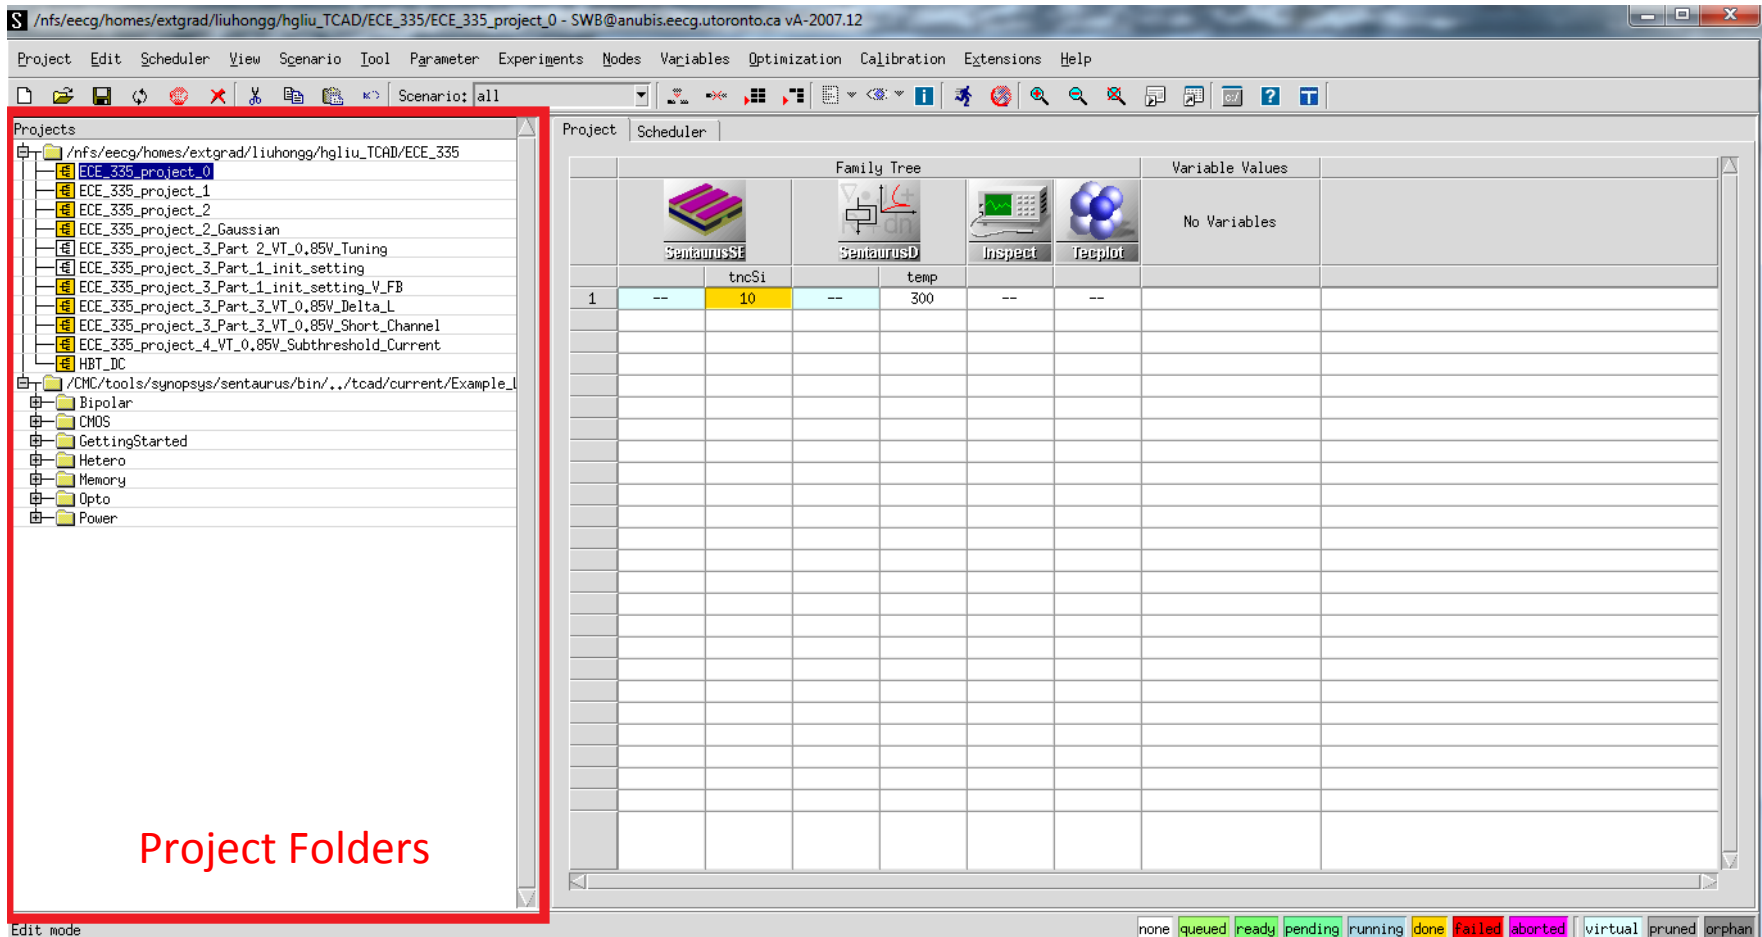 /nfs/eecg/homes/extgrad/liuhongg/hgliu_TCAD/ECE_335/ECE_335_project_0 - SWB@anubis.eecg.utoronto.ca vA-2007.12
Project Edit Scheduler View Scenario Tool Parameter Experiments Nodes Variables Optimization Calibration Extensions Help
Scenario: all
Projects
/nfs/eecg/homes/extgrad/liuhongg/hgliu_TCAD/ECE_335
ECE_335_project_0
ECE_335_project_1
ECE_335_project_2
ECE_335_project_2_Gaussian
ECE_335_project_3_Part 2_VT_0.85V_Tuning
ECE_335_project_3_Part_1_init_setting
ECE_335_project_3_Part_1_init_setting_V_FB
ECE_335_project_3_Part_3_VT_0.85V_Delta_L
ECE_335_project_3_Part_3_VT_0.85V_Short_Channel
ECE_335_project_4_VT_0.85V_Subthreshold_Current
HBT_DC
/CMC/tools/synopsys/sentaurus/bin/../tcad/current/Example_L
Bipolar
CMOS
GettingStarted
Hetero
Memory
Opto
Power
Project Folders
Project Scheduler
Family Tree Variable Values
SentaurusSE SentaurusD Inspect Tecplot No Variables
tncSi temp
1 -- 10 -- 300 -- --
Edit mode
none queued ready pending running done failed aborted virtual pruned orphan